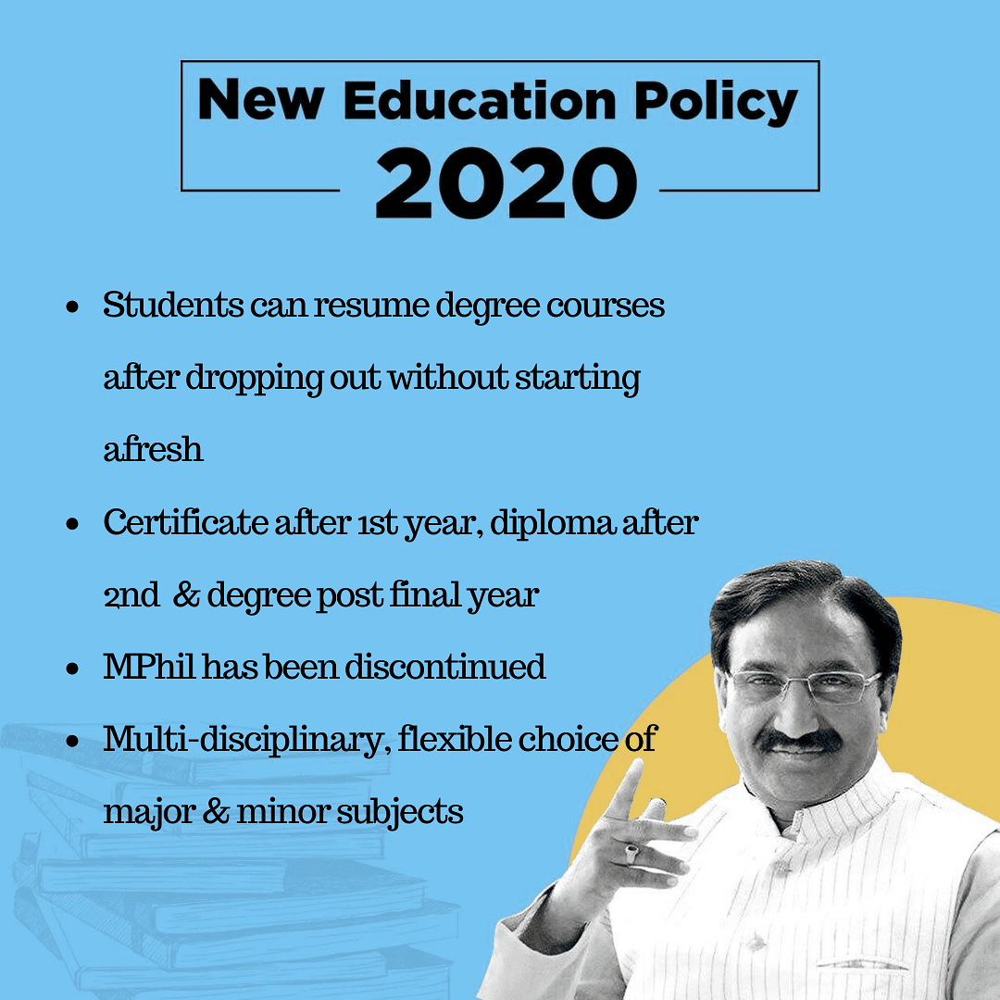 New Education Policy
2020
• Students can resume degree courses
after dropping out without starting
afresh
• Certificate after 1st year, diploma after
2nd & degree post final year
• MPhil has been discontinued
• Multi-disciplinary, flexible choice of
major & minor subjects